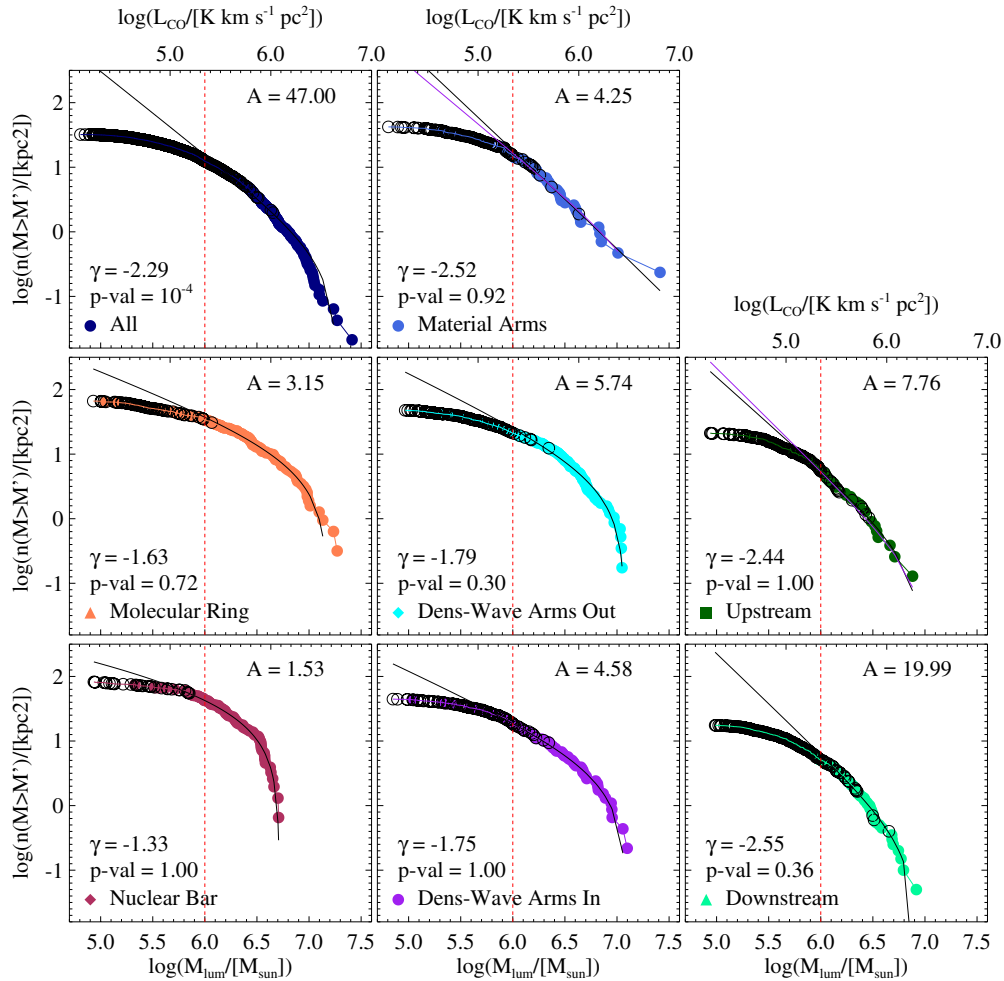 log(L_CO/[K km s⁻¹ pc²]) log(L_CO/[K km s⁻¹ pc²])
5.0 6.0 7.0 5.0 6.0 7.0
log(n(M>M')/[kpc2])
2
1
0
-1
A = 47.00
γ = -2.29
p-val = 10⁻⁴
All
A = 4.25
γ = -2.52
p-val = 0.92
Material Arms
log(L_CO/[K km s⁻¹ pc²])
5.0 6.0 7.0
log(n(M>M')/[kpc2])
2
1
0
-1
A = 3.15
γ = -1.63
p-val = 0.72
Molecular Ring
A = 5.74
γ = -1.79
p-val = 0.30
Dens-Wave Arms Out
A = 7.76
γ = -2.44
p-val = 1.00
Upstream
log(n(M>M')/[kpc2])
2
1
0
-1
A = 1.53
γ = -1.33
p-val = 1.00
Nuclear Bar
A = 4.58
γ = -1.75
p-val = 1.00
Dens-Wave Arms In
A = 19.99
γ = -2.55
p-val = 0.36
Downstream
5.0 5.5 6.0 6.5 7.0 7.5 5.0 5.5 6.0 6.5 7.0 7.5 5.0 5.5 6.0 6.5 7.0 7.5
log(M_lum/[M_sun]) log(M_lum/[M_sun]) log(M_lum/[M_sun])